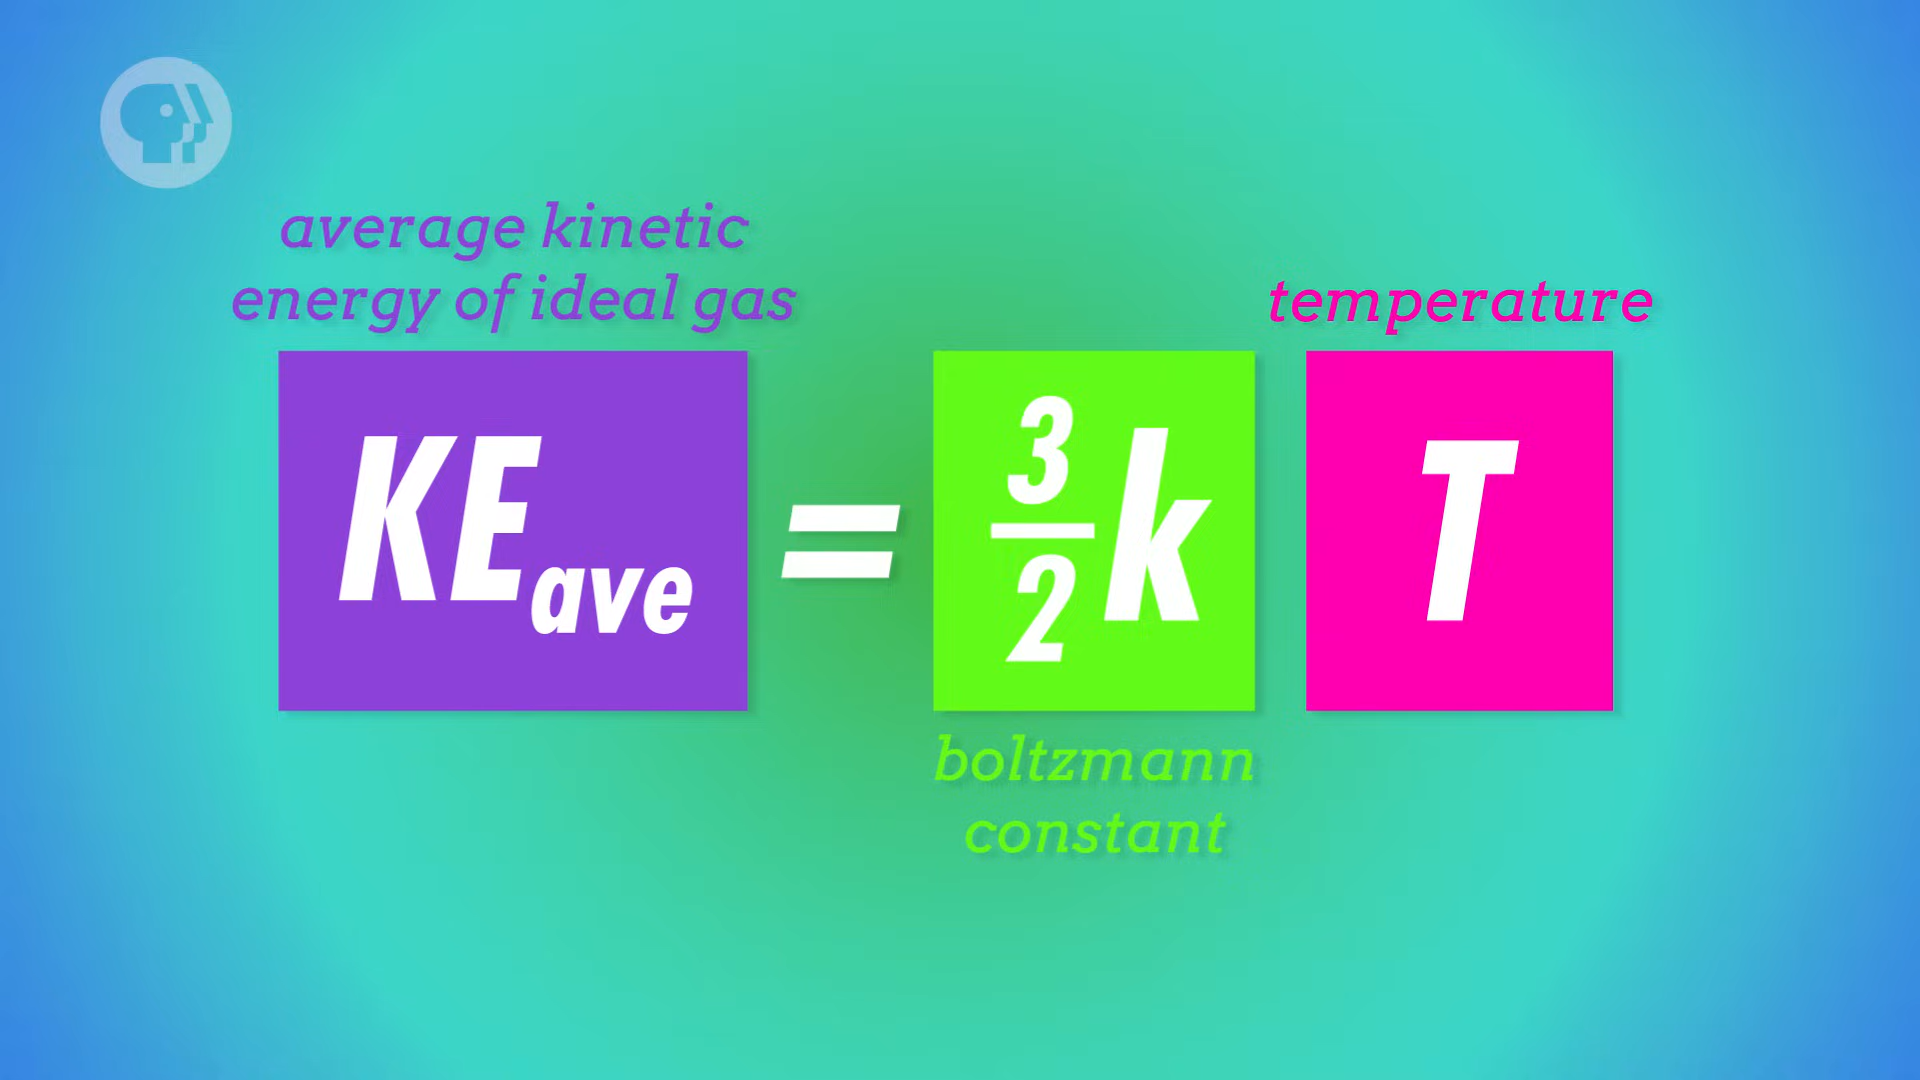 average kinetic
energy of ideal gas
temperature
KEave = 3/2 k T
boltzmann
constant